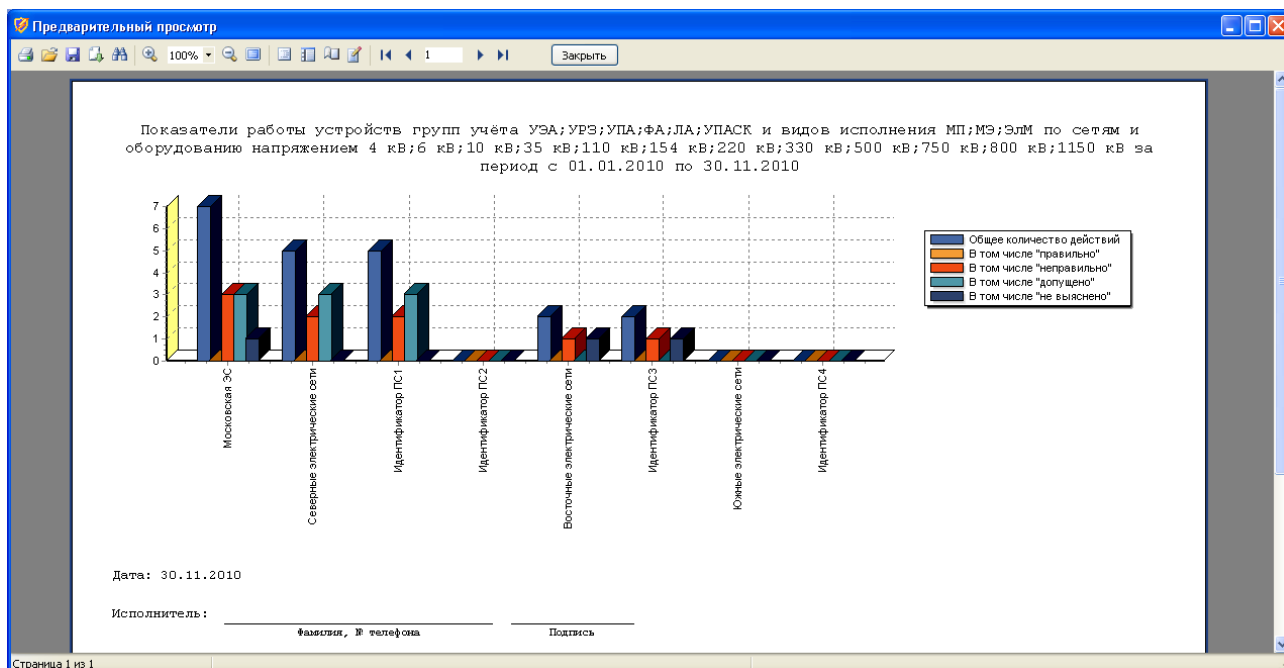 Предварительный просмотр
100%
1
Закрыть
Показатели работы устройств групп учёта УЭА;УРЗ;УПА;ФА;ЛА;УПАСК и видов исполнения МП;МЭ;ЭлМ по сетям и
оборудованию напряжением 4 кВ;6 кВ;10 кВ;35 кВ;110 кВ;154 кВ;220 кВ;330 кВ;500 кВ;750 кВ;800 кВ;1150 кВ за
период с 01.01.2010 по 30.11.2010
7
6
5
4
3
2
1
0
Московская ЭС
Северные электрические сети
Идентификатор ПС1
Идентификатор ПС2
Восточные электрические сети
Идентификатор ПС3
Южные электрические сети
Идентификатор ПС4
Общее количество действий
В том числе "правильно"
В том числе "неправильно"
В том числе "допущено"
В том числе "не выяснено"
Дата: 30.11.2010
Исполнитель:
Фамилия, № телефона Подпись
Страница 1 из 1